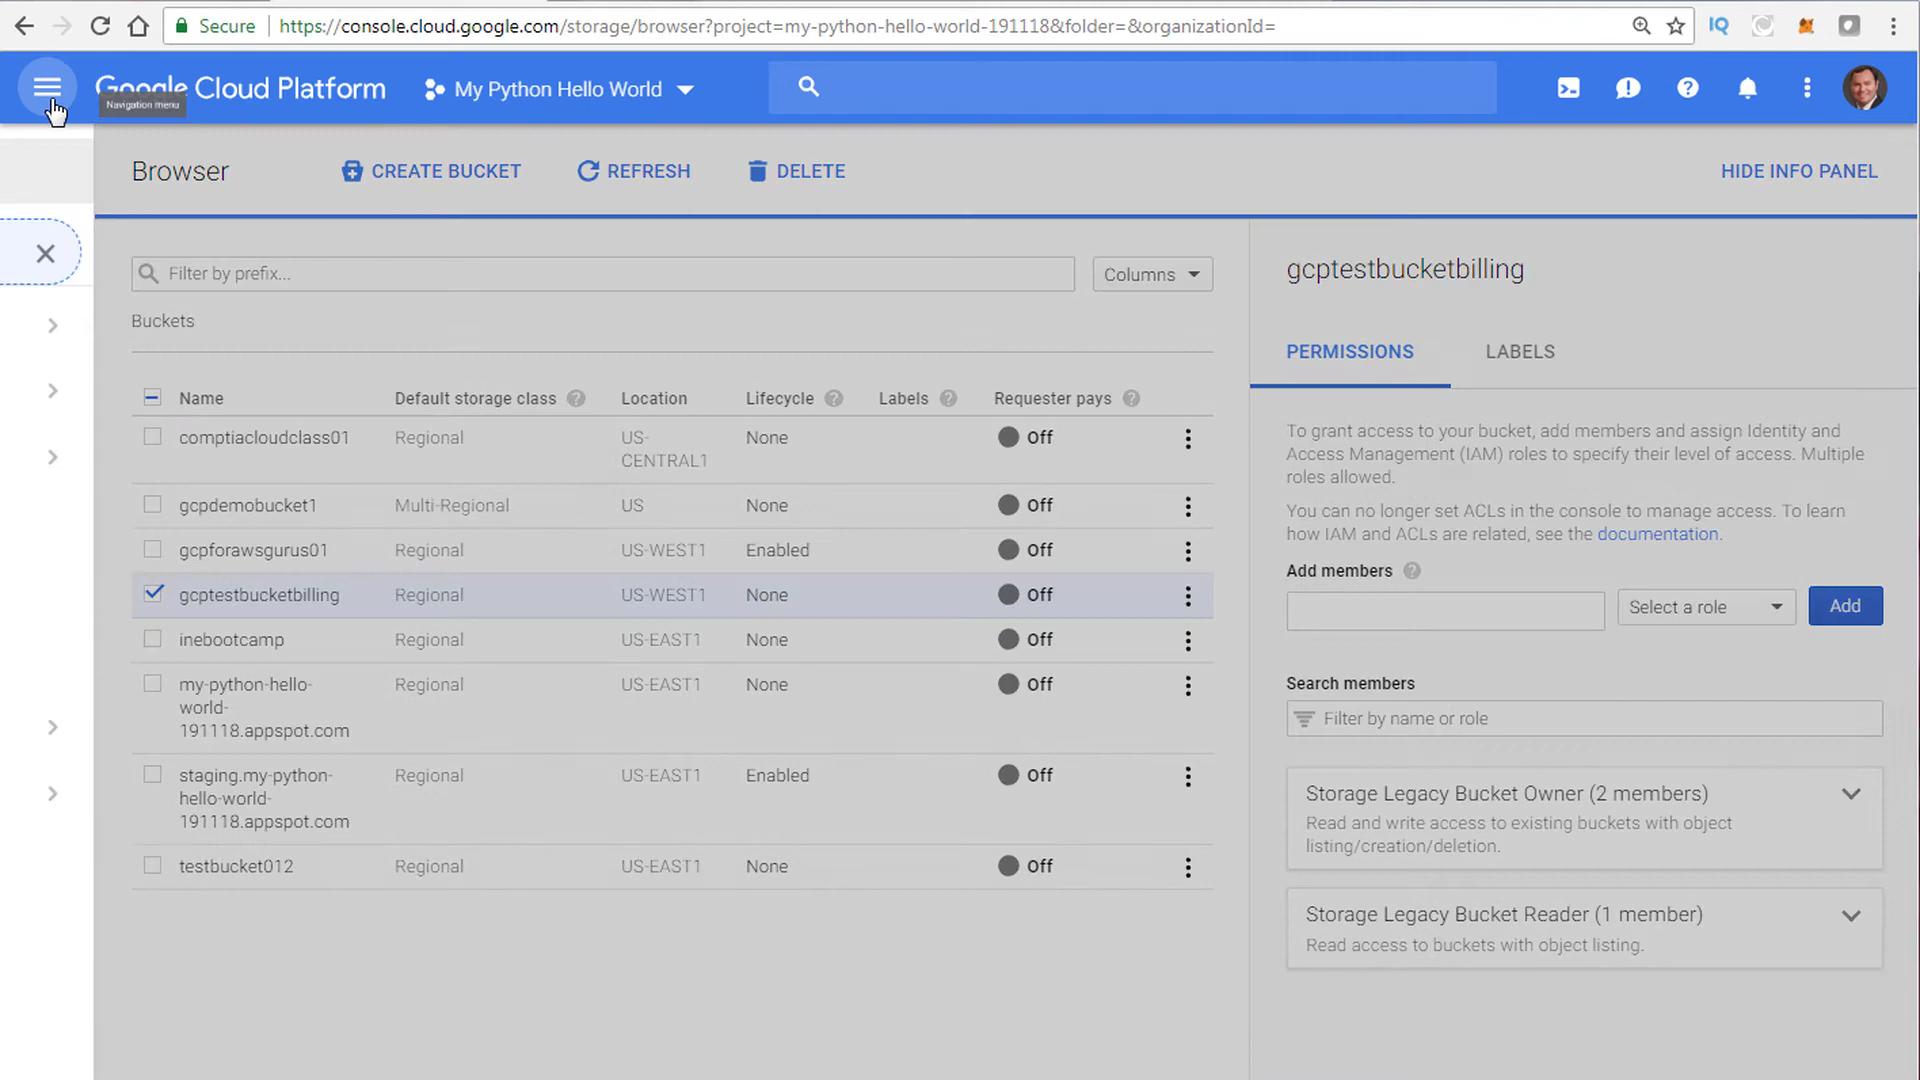 Secure https://console.cloud.google.com/storage/browser?project=my-python-hello-world-191118&folder=&organizationId=
IQ
Google Cloud Platform My Python Hello World
Navigation menu
Browser CREATE BUCKET REFRESH DELETE HIDE INFO PANEL
Filter by prefix... Columns
Buckets
Name Default storage class Location Lifecycle Labels Requester pays
comptiacloudclass01 Regional US-
CENTRAL1 None Off
gcpdemobucket1 Multi-Regional US None Off
gcpforawsgurus01 Regional US-WEST1 Enabled Off
gcptestbucketbilling Regional US-WEST1 None Off
inebootcamp Regional US-EAST1 None Off
my-python-hello-
world-
191118.appspot.com Regional US-EAST1 None Off
staging.my-python-
hello-world-
191118.appspot.com Regional US-EAST1 Enabled Off
testbucket012 Regional US-EAST1 None Off
gcptestbucketbilling
PERMISSIONS LABELS
To grant access to your bucket, add members and assign Identity and
Access Management (IAM) roles to specify their level of access. Multiple
roles allowed.
You can no longer set ACLs in the console to manage access. To learn
how IAM and ACLs are related, see the documentation.
Add members
Select a role Add
Search members
Filter by name or role
Storage Legacy Bucket Owner (2 members)
Read and write access to existing buckets with object
listing/creation/deletion.
Storage Legacy Bucket Reader (1 member)
Read access to buckets with object listing.